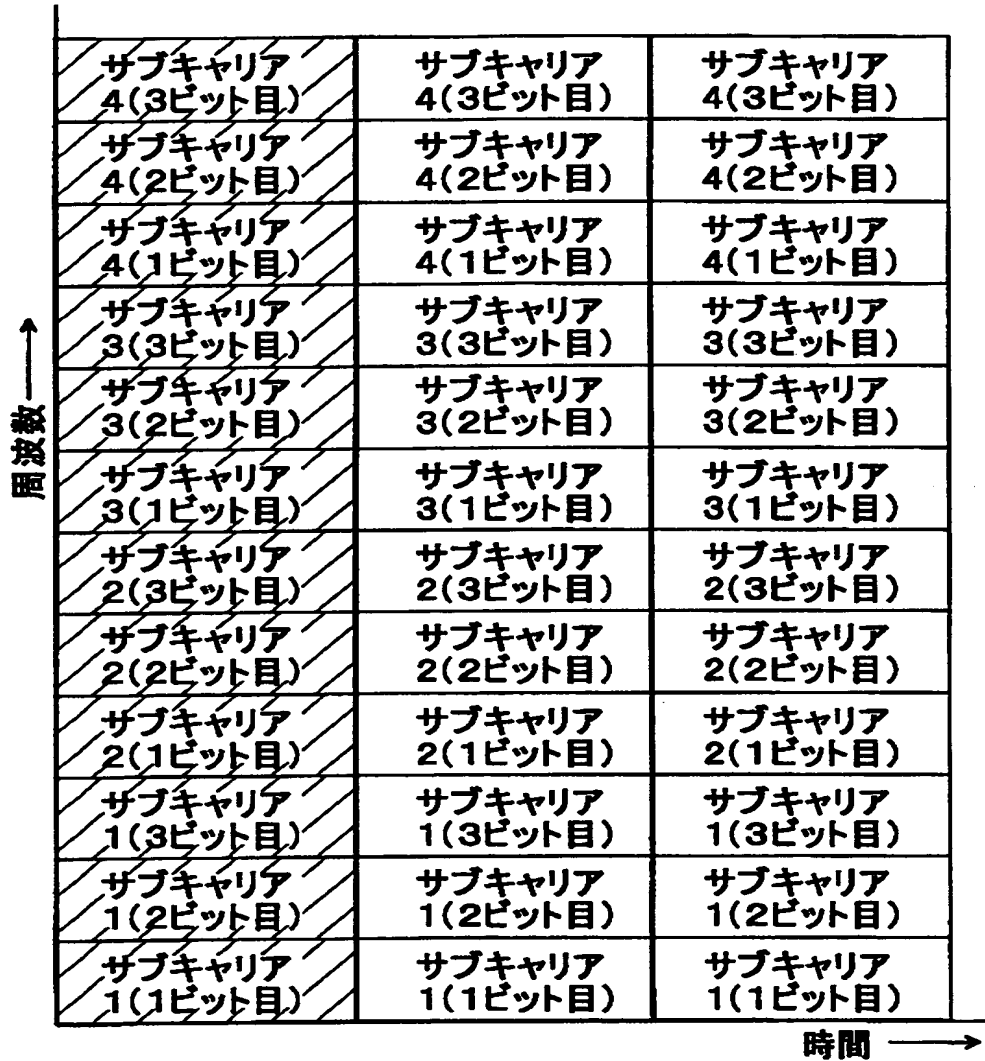 サブキャリア サブキャリア サブキャリア
4(3ビット目) 4(3ビット目) 4(3ビット目)
サブキャリア サブキャリア サブキャリア
4(2ビット目) 4(2ビット目) 4(2ビット目)
サブキャリア サブキャリア サブキャリア
4(1ビット目) 4(1ビット目) 4(1ビット目)
サブキャリア サブキャリア サブキャリア
3(3ビット目) 3(3ビット目) 3(3ビット目)
サブキャリア サブキャリア サブキャリア
3(2ビット目) 3(2ビット目) 3(2ビット目)
サブキャリア サブキャリア サブキャリア
3(1ビット目) 3(1ビット目) 3(1ビット目)
サブキャリア サブキャリア サブキャリア
2(3ビット目) 2(3ビット目) 2(3ビット目)
サブキャリア サブキャリア サブキャリア
2(2ビット目) 2(2ビット目) 2(2ビット目)
サブキャリア サブキャリア サブキャリア
2(1ビット目) 2(1ビット目) 2(1ビット目)
サブキャリア サブキャリア サブキャリア
1(3ビット目) 1(3ビット目) 1(3ビット目)
サブキャリア サブキャリア サブキャリア
1(2ビット目) 1(2ビット目) 1(2ビット目)
サブキャリア サブキャリア サブキャリア
1(1ビット目) 1(1ビット目) 1(1ビット目)
周波数→
時間→